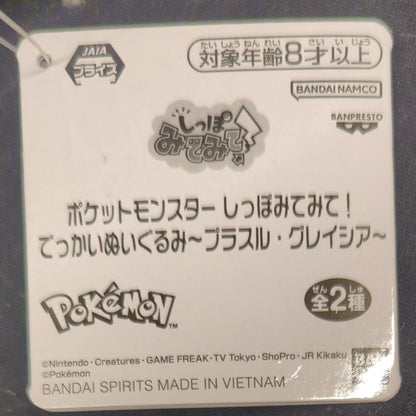 JAIA
プライズ
たいしょうねんれい さい いじょう
対象年齢8才以上
BANDAI NAMCO
BANPRESTO
しっぽ
みてみて!
ポケットモンスター しっぽみてみて!
でっかいぬいぐるみ～プラスル・グレイシア～
POKéMON™
ぜん しゅ
全2種
©Nintendo・Creatures・GAME FREAK・TV Tokyo・ShoPro・JR Kikaku
©Pokémon
BANDAI SPIRITS MADE IN VIETNAM